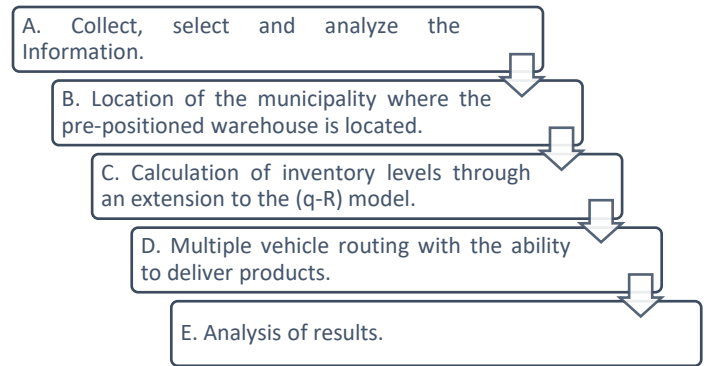 A. Collect, select and analyze the
Information.
B. Location of the municipality where the
pre-positioned warehouse is located.
C. Calculation of inventory levels through
an extension to the (q-R) model.
D. Multiple vehicle routing with the ability
to deliver products.
E. Analysis of results.